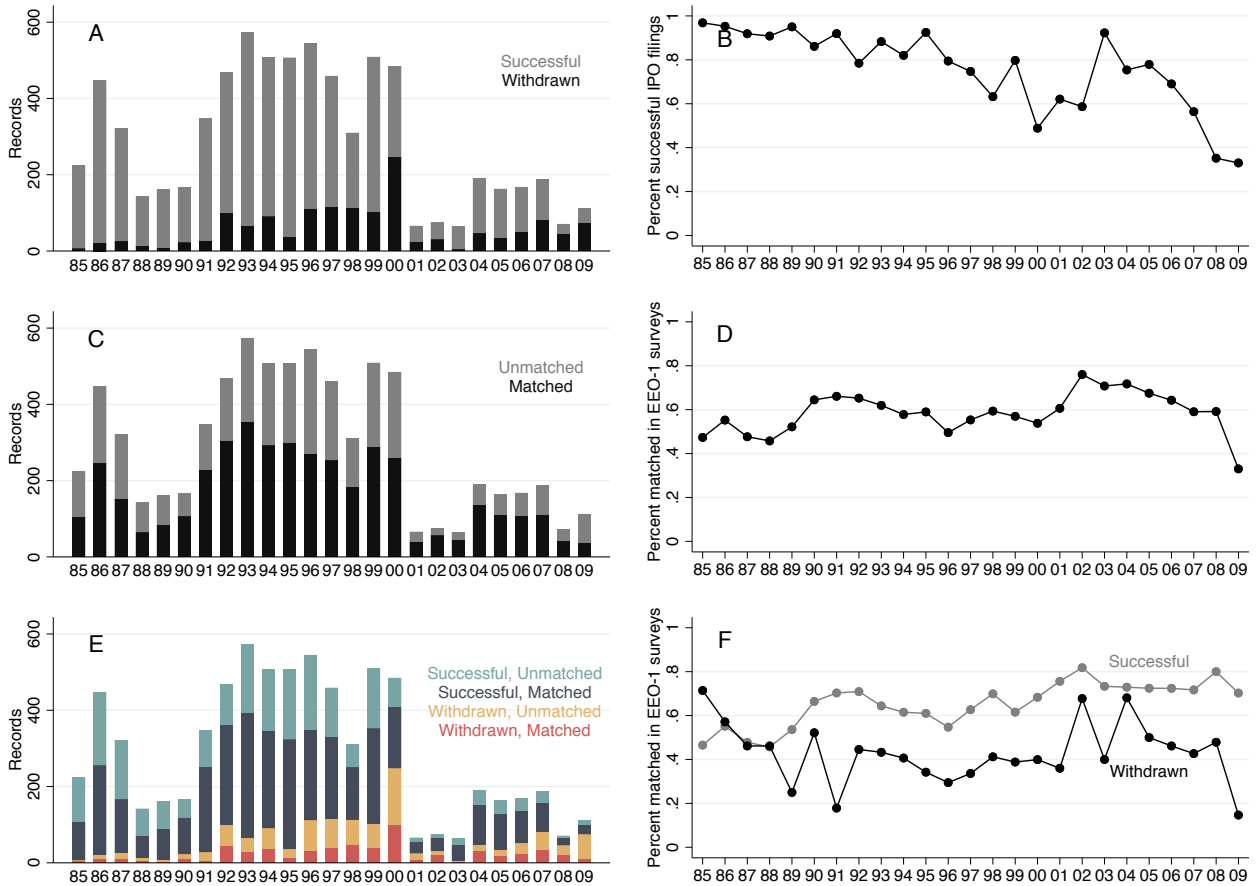 A
Successful
Withdrawn
Records
0 200 400 600
85 86 87 88 89 90 91 92 93 94 95 96 97 98 99 00 01 02 03 04 05 06 07 08 09
B
Percent successful IPO filings
0 .2 .4 .6 .8 1
85 86 87 88 89 90 91 92 93 94 95 96 97 98 99 00 01 02 03 04 05 06 07 08 09
C
Unmatched
Matched
Records
0 200 400 600
85 86 87 88 89 90 91 92 93 94 95 96 97 98 99 00 01 02 03 04 05 06 07 08 09
D
Percent matched in EEO-1 surveys
0 .2 .4 .6 .8 1
85 86 87 88 89 90 91 92 93 94 95 96 97 98 99 00 01 02 03 04 05 06 07 08 09
E
Successful, Unmatched
Successful, Matched
Withdrawn, Unmatched
Withdrawn, Matched
Records
0 200 400 600
85 86 87 88 89 90 91 92 93 94 95 96 97 98 99 00 01 02 03 04 05 06 07 08 09
F
Successful
Withdrawn
Percent matched in EEO-1 surveys
0 .2 .4 .6 .8 1
85 86 87 88 89 90 91 92 93 94 95 96 97 98 99 00 01 02 03 04 05 06 07 08 09